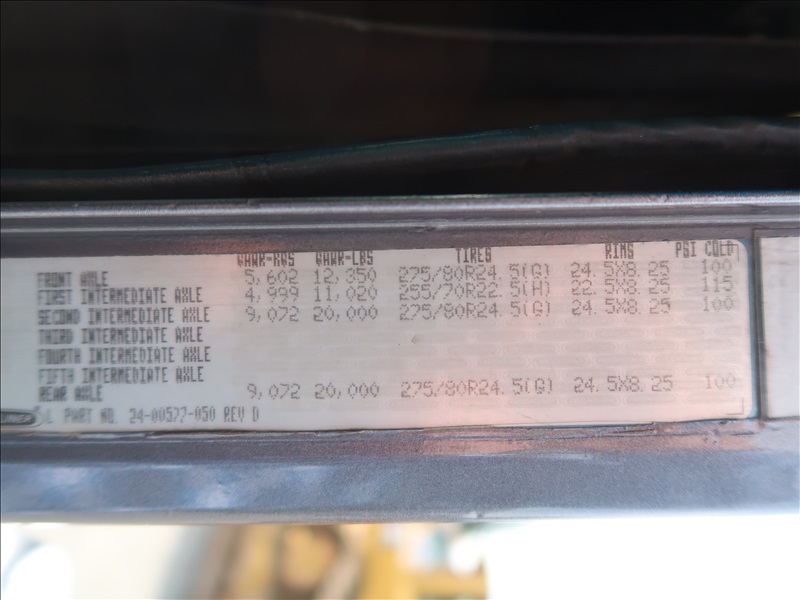 GAWR-KGS GAWR-LBS TIRES RIMS PSI COLD
FRONT AXLE 5,602 12,350 275/80R24.5(G) 24.5X8.25 100
FIRST INTERMEDIATE AXLE 4,999 11,020 255/70R22.5(H) 22.5X8.25 115
SECOND INTERMEDIATE AXLE 9,072 20,000 275/80R24.5(G) 24.5X8.25 100
THIRD INTERMEDIATE AXLE
FOURTH INTERMEDIATE AXLE
FIFTH INTERMEDIATE AXLE
REAR AXLE 9,072 20,000 275/80R24.5(G) 24.5X8.25 100
PART NO. 24-00577-050 REV D